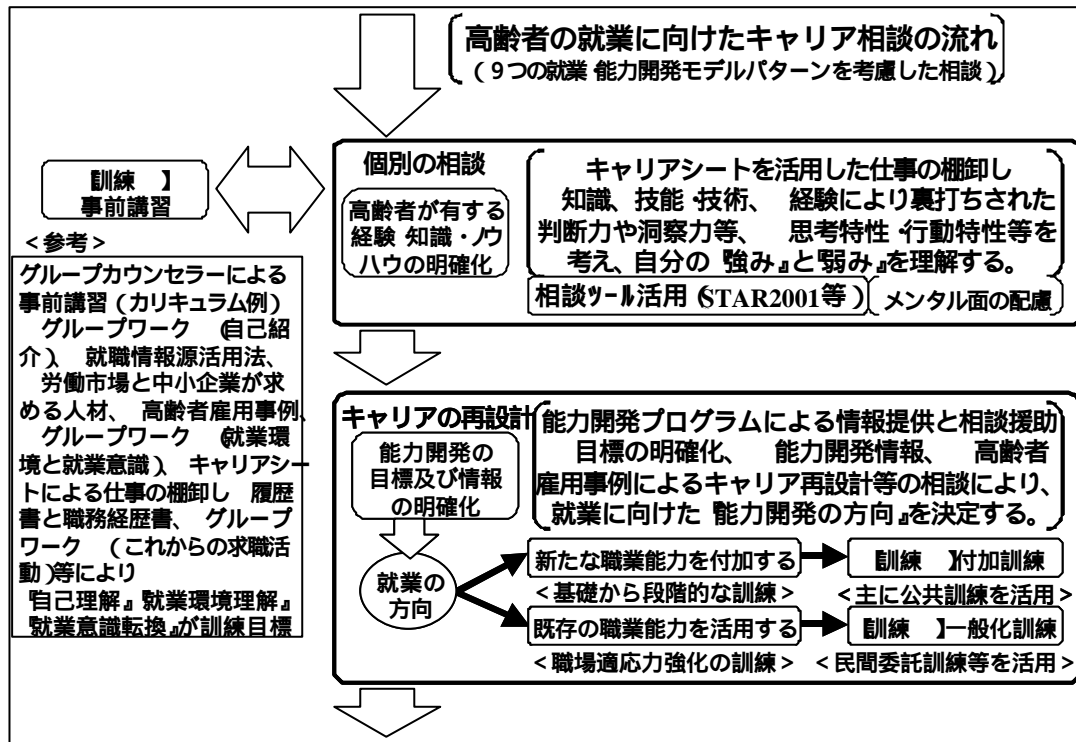 高齢者の就業に向けたキャリア相談の流れ
(9つの就業・能力開発モデルパターンを考慮した相談)
【訓練 】
事前講習
<参考>
グループカウンセラーによる
事前講習(カリキュラム例)
グループワーク (自己紹
介)、 就職情報源活用法、
労働市場と中小企業が求
める人材、 高齢者雇用事例、
グループワーク (就業環
境と就業意識)、 キャリアシー
トによる仕事の棚卸し 履歴
書と職務経歴書、 グループ
ワーク (これからの求職活
動)等により
『自己理解』『就業環境理解』
『就業意識転換』が訓練目標
個別の相談
高齢者が有する
経験・知識・ノウ
ハウの明確化
キャリアシートを活用した仕事の棚卸し
知識、技能・技術、 経験により裏打ちされた
判断力や洞察力等、 思考特性・行動特性等を
考え、自分の『強み』と『弱み』を理解する。
相談ツール活用(STAR2001等)
メンタル面の配慮
キャリアの再設計
能力開発の
目標及び情報
の明確化
能力開発プログラムによる情報提供と相談援助
目標の明確化、 能力開発情報、 高齢者
雇用事例によるキャリア再設計等の相談により、
就業に向けた『能力開発の方向』を決定する。
就業の
方向
新たな職業能力を付加する
【訓練 】付加訓練
<基礎から段階的な訓練>
<主に公共訓練を活用>
既存の職業能力を活用する
【訓練 】一般化訓練
<職場適応力強化の訓練>
<民間委託訓練等を活用>